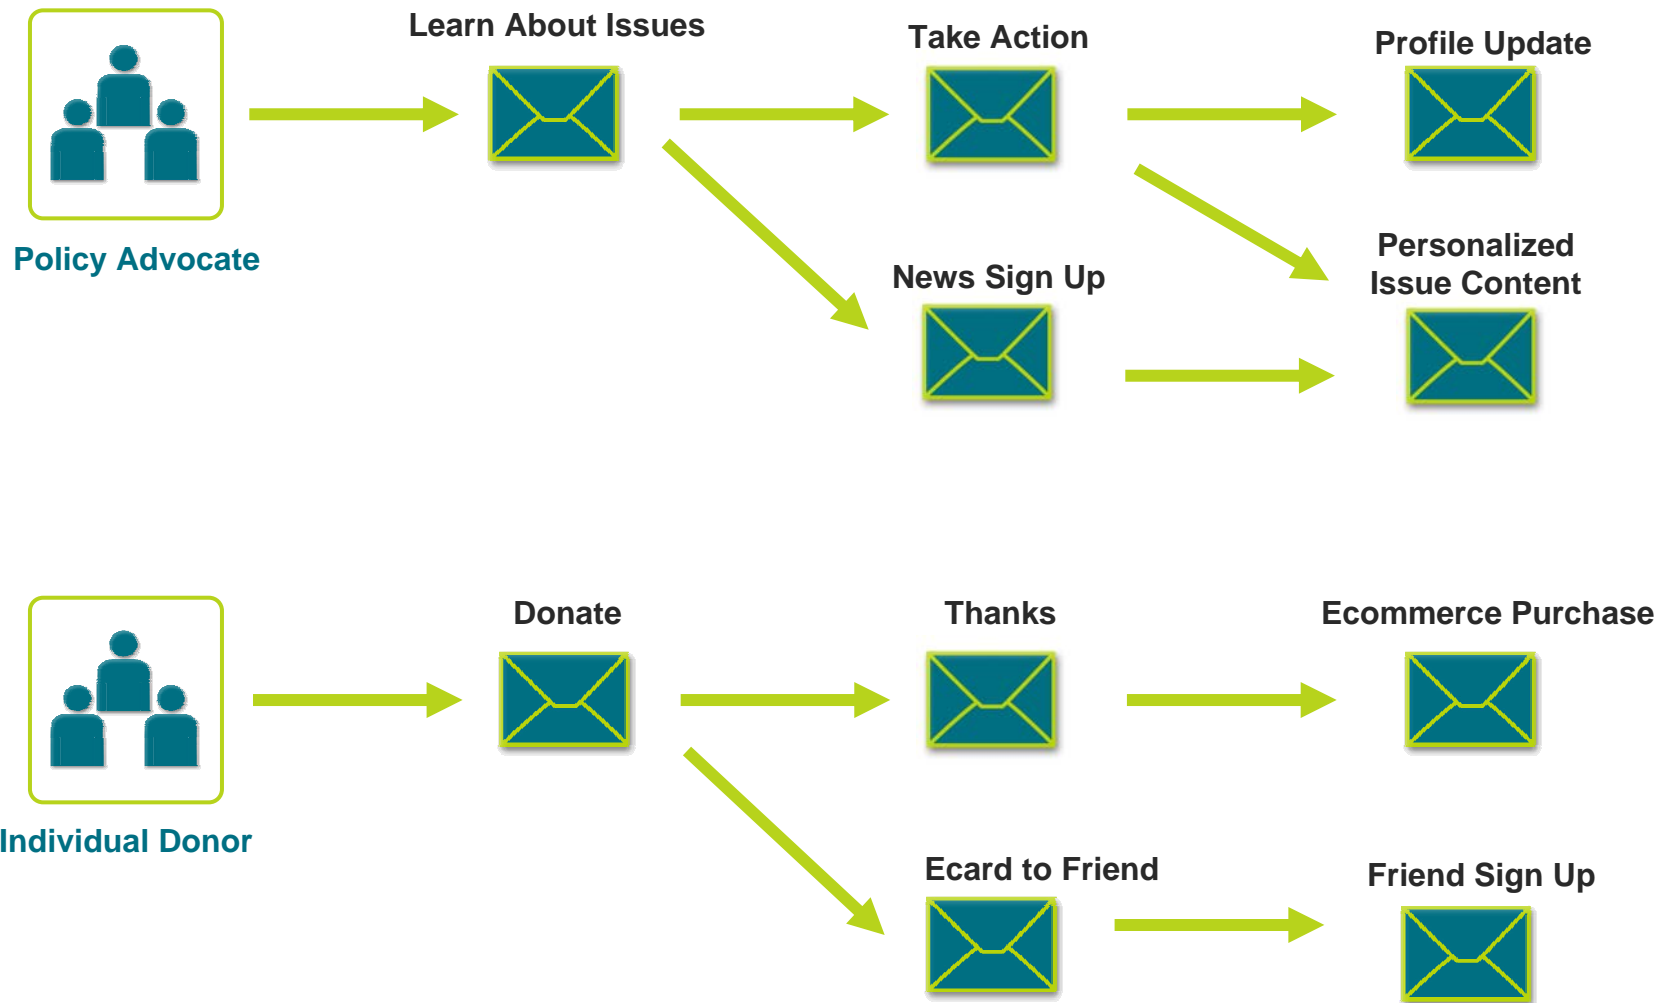 Learn About Issues
Take Action
Profile Update
Policy Advocate
News Sign Up
Personalized
Issue Content
Donate
Thanks
Ecommerce Purchase
Individual Donor
Ecard to Friend
Friend Sign Up